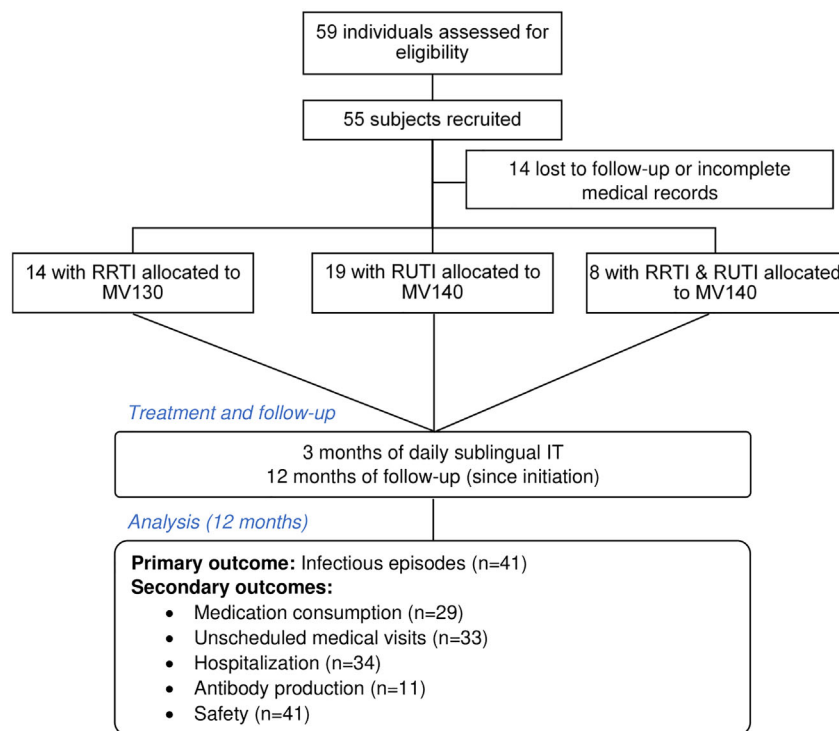 59 individuals assessed for
eligibility
55 subjects recruited
14 lost to follow-up or incomplete
medical records
14 with RRTI allocated to
MV130
19 with RUTI allocated to
MV140
8 with RRTI & RUTI allocated
to MV140
Treatment and follow-up
3 months of daily sublingual IT
12 months of follow-up (since initiation)
Analysis (12 months)
Primary outcome: Infectious episodes (n=41)
Secondary outcomes:
• Medication consumption (n=29)
• Unscheduled medical visits (n=33)
• Hospitalization (n=34)
• Antibody production (n=11)
• Safety (n=41)